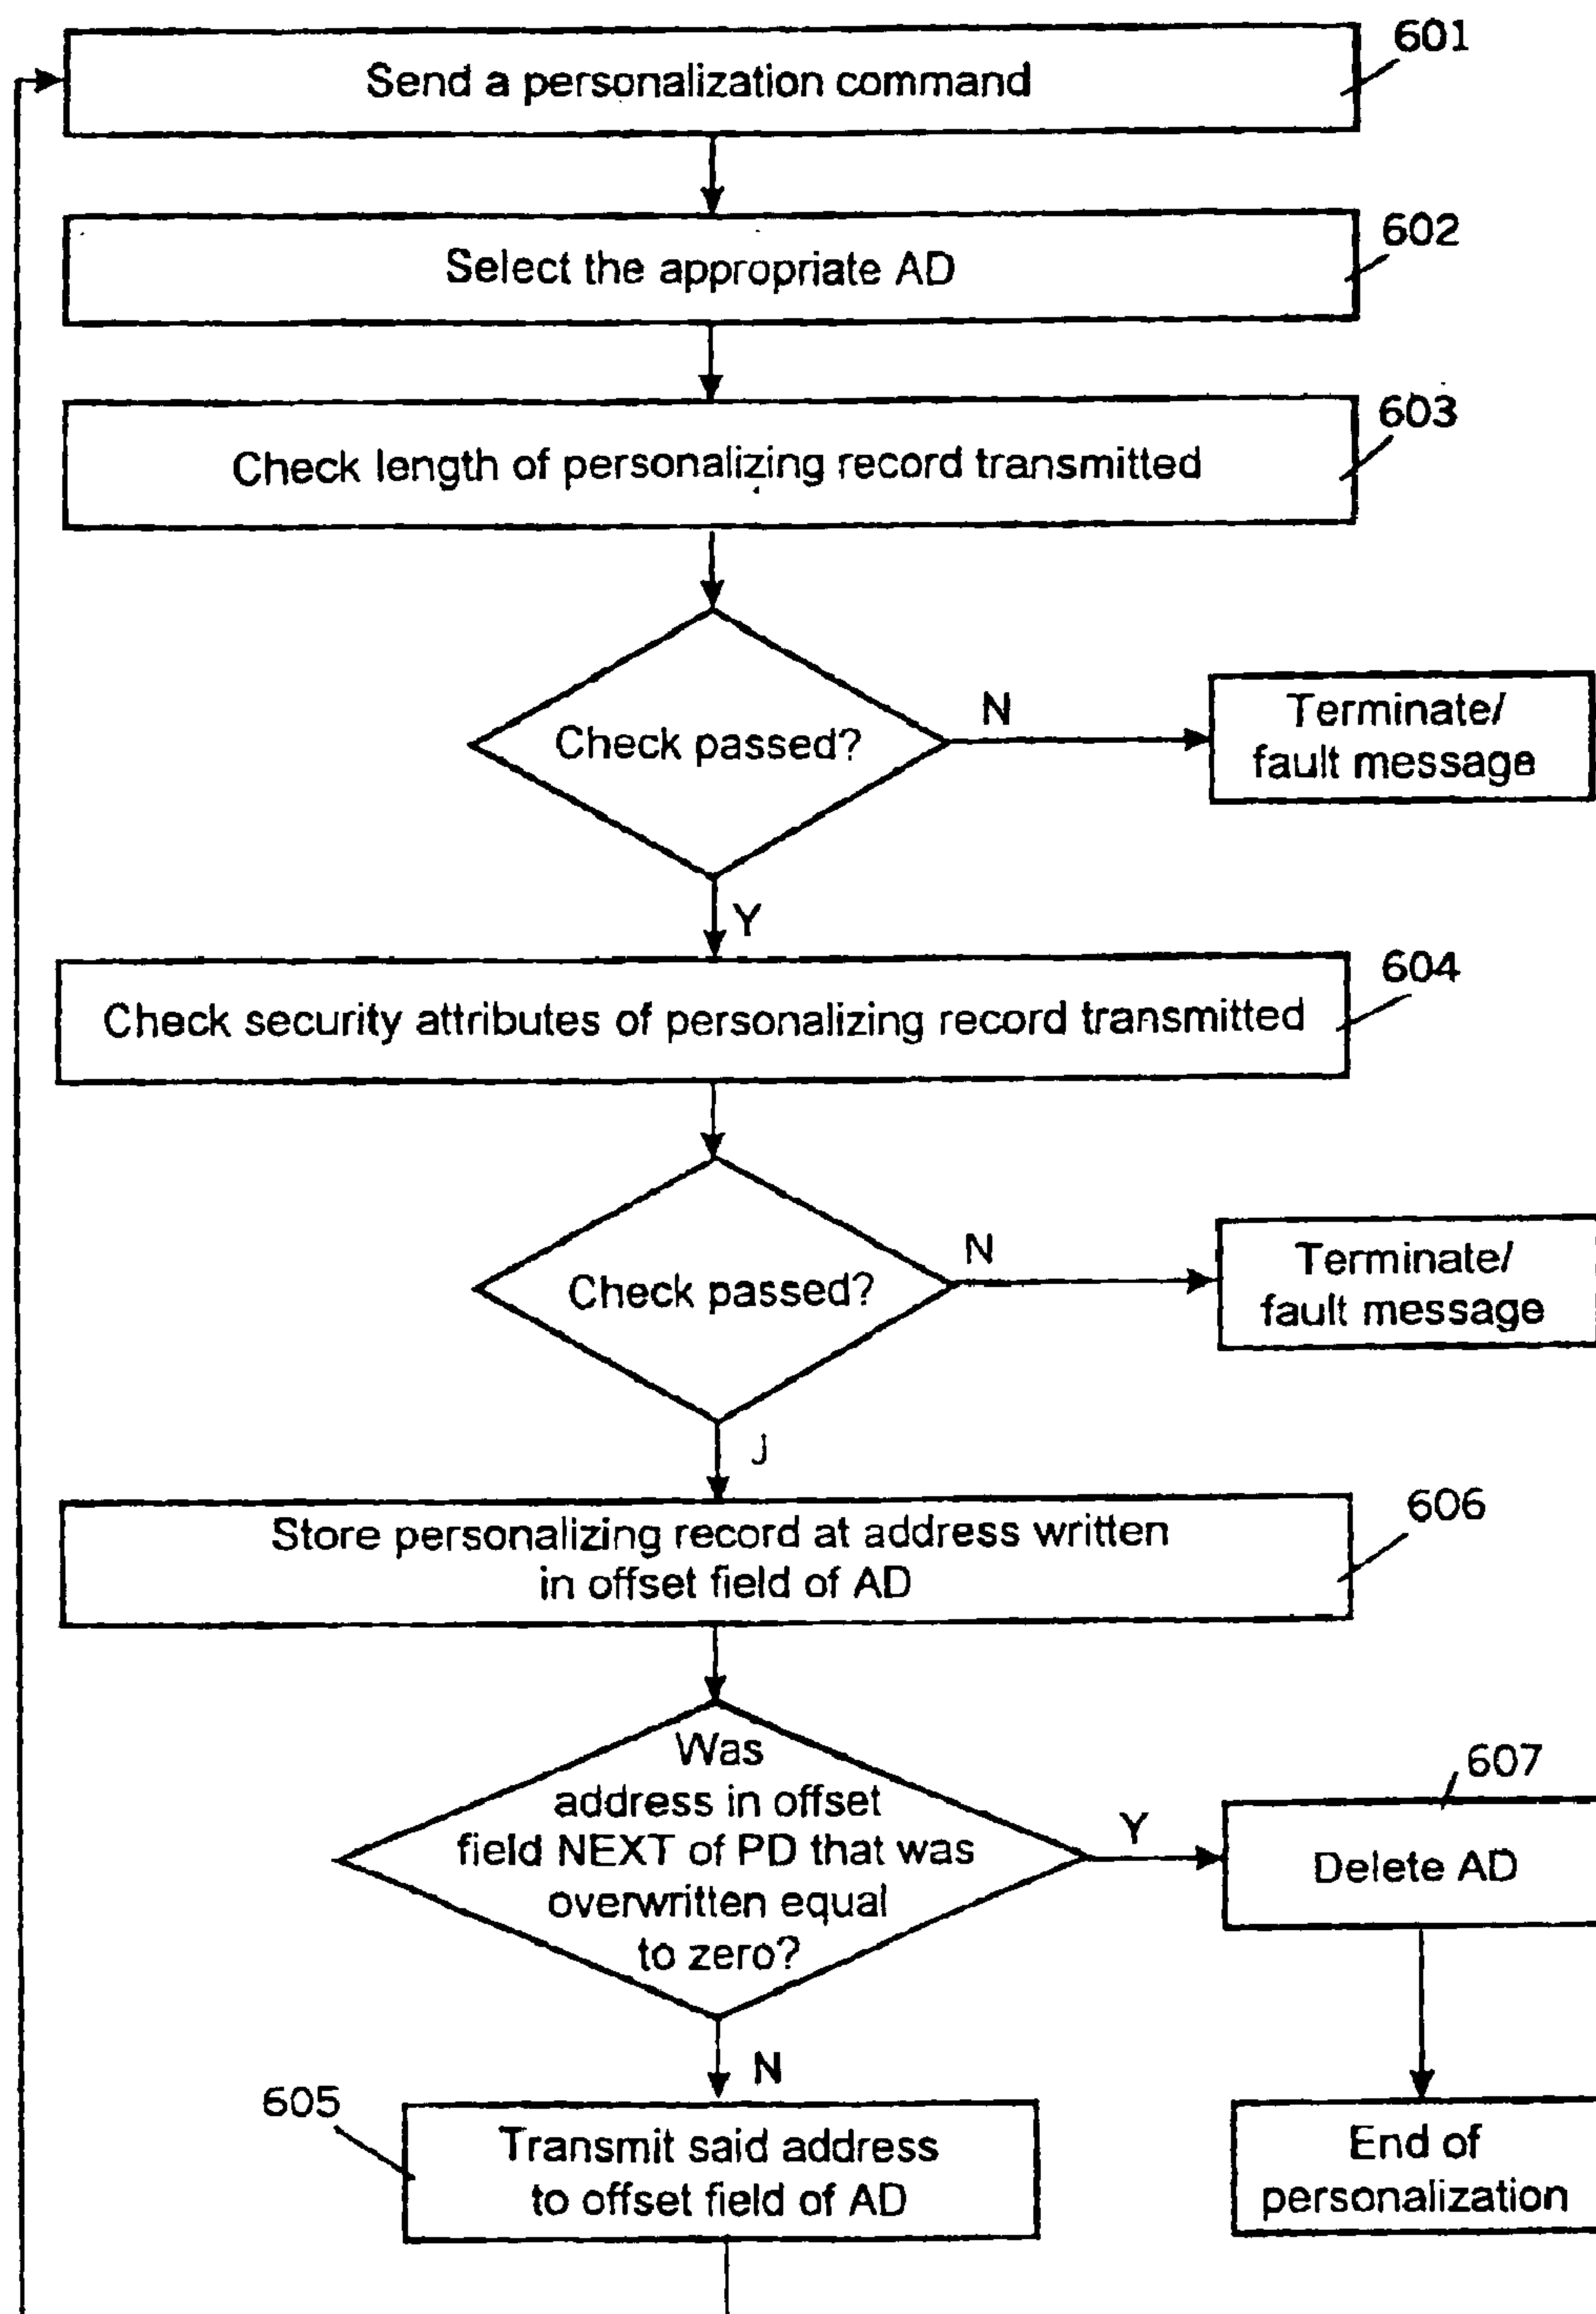 601
Send a personalization command
602
Select the appropriate AD
603
Check length of personalizing record transmitted
Check passed?
N
Terminate/
fault message
Y
604
Check security attributes of personalizing record transmitted
Check passed?
N
Terminate/
fault message
J
606
Store personalizing record at address written
in offset field of AD
Was
address in offset
field NEXT of PD that was
overwritten equal
to zero?
Y
607
Delete AD
N
605
Transmit said address
to offset field of AD
End of
personalization